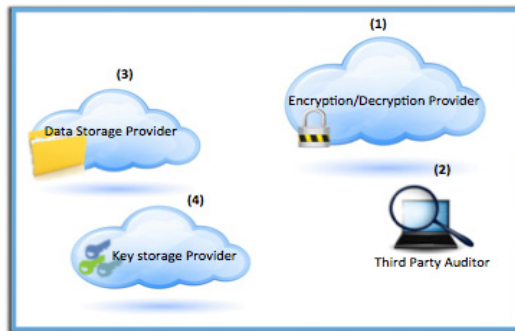 (1)
Encryption/Decryption Provider
(3)
Data Storage Provider
(2)
Third Party Auditor
(4)
Key storage Provider